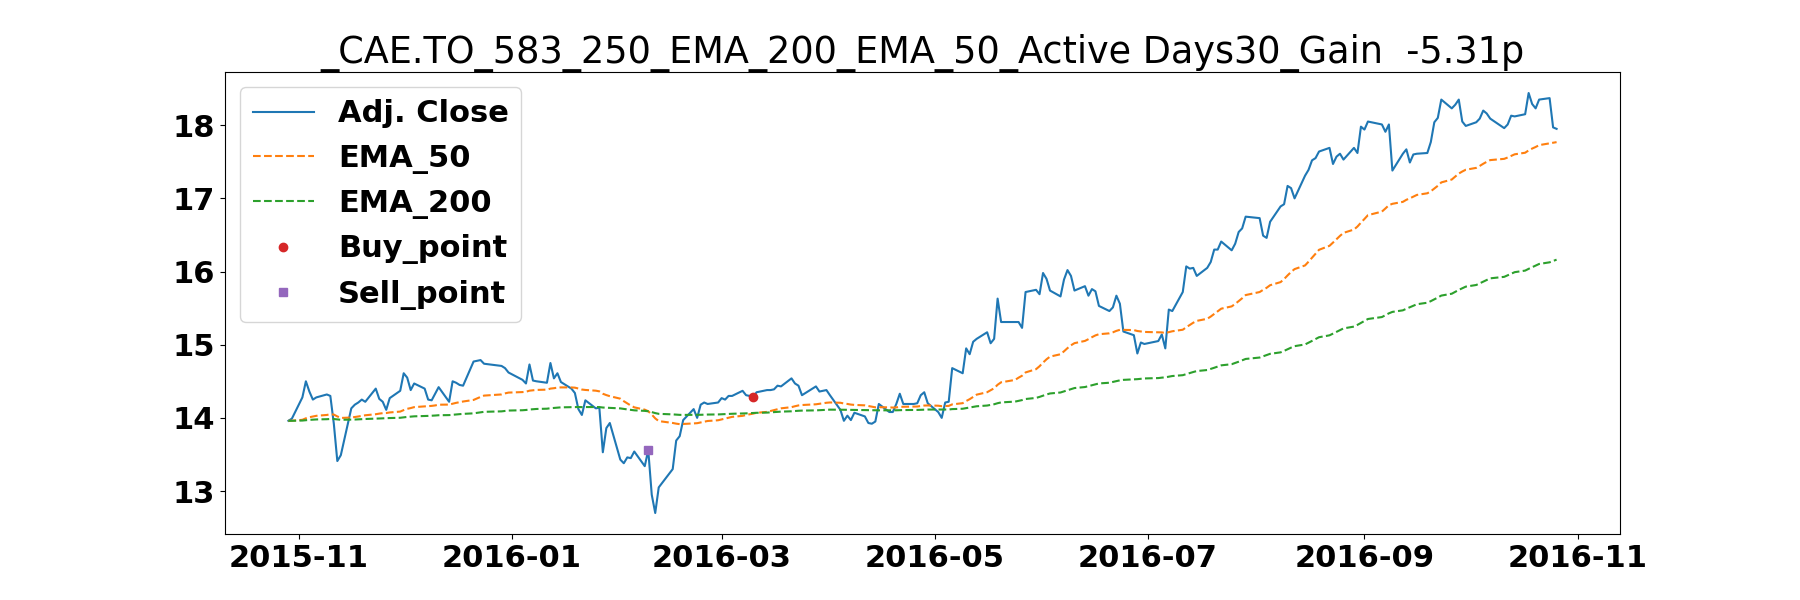 _CAE.TO_583_250_EMA_200_EMA_50_Active Days30_Gain  -5.31p
Adj. Close
EMA_50
EMA_200
Buy_point
Sell_point
18
17
16
15
14
13
2015-11 2016-01 2016-03 2016-05 2016-07 2016-09 2016-11